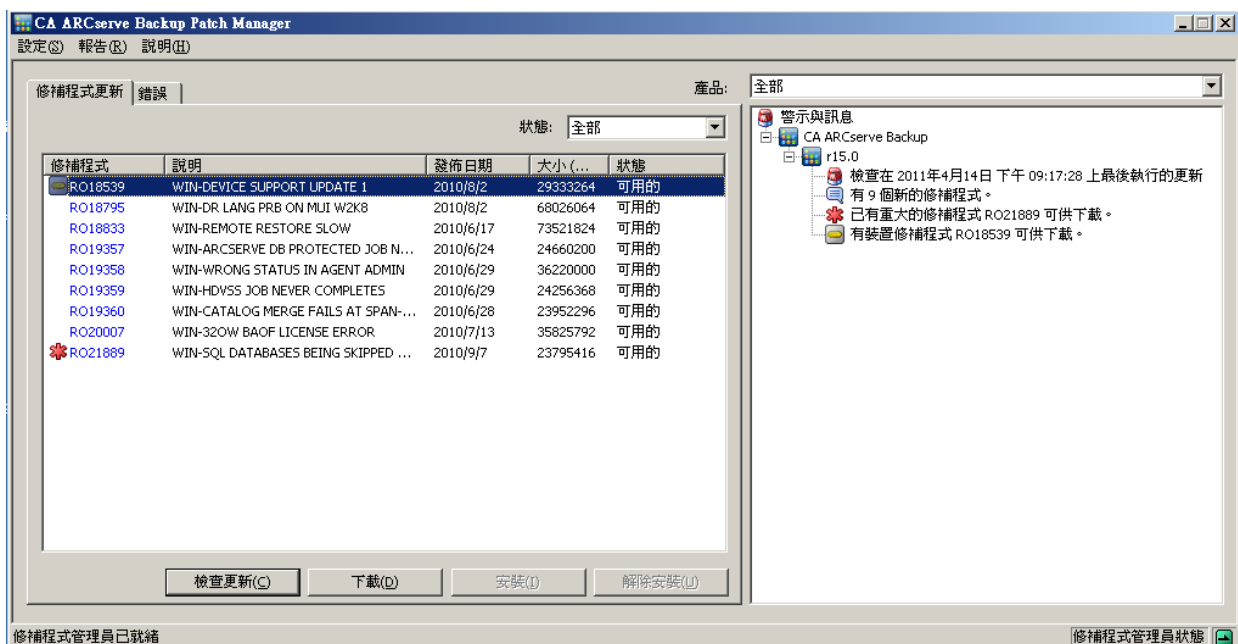 CA ARCserve Backup Patch Manager
設定(S) 報告(R) 說明(H)
修補程式更新 錯誤
產品: 全部
狀態: 全部
修補程式 說明 發佈日期 大小 (... 狀態
RO18539 WIN-DEVICE SUPPORT UPDATE 1 2010/8/2 29333264 可用的
RO18795 WIN-DR LANG PRB ON MUI W2K8 2010/8/2 68026064 可用的
RO18833 WIN-REMOTE RESTORE SLOW 2010/6/17 73521824 可用的
RO19357 WIN-ARCSERVE DB PROTECTED JOB N... 2010/6/24 24660200 可用的
RO19358 WIN-WRONG STATUS IN AGENT ADMIN 2010/6/29 36220000 可用的
RO19359 WIN-HDVSS JOB NEVER COMPLETES 2010/6/29 24256368 可用的
RO19360 WIN-CATALOG MERGE FAILS AT SPAN-... 2010/6/28 23952296 可用的
RO20007 WIN-32OW BAOF LICENSE ERROR 2010/7/13 35825792 可用的
RO21889 WIN-SQL DATABASES BEING SKIPPED ... 2010/9/7 23795416 可用的
檢查更新(C) 下載(D) 安裝(I) 解除安裝(U)
警示與訊息
CA ARCserve Backup
r15.0
檢查在 2011年4月14日 下午 09:17:28 上最後執行的更新
有 9 個新的修補程式。
已有重大的修補程式 RO21889 可供下載。
有裝置修補程式 RO18539 可供下載。
修補程式管理員已就緒
修補程式管理員狀態